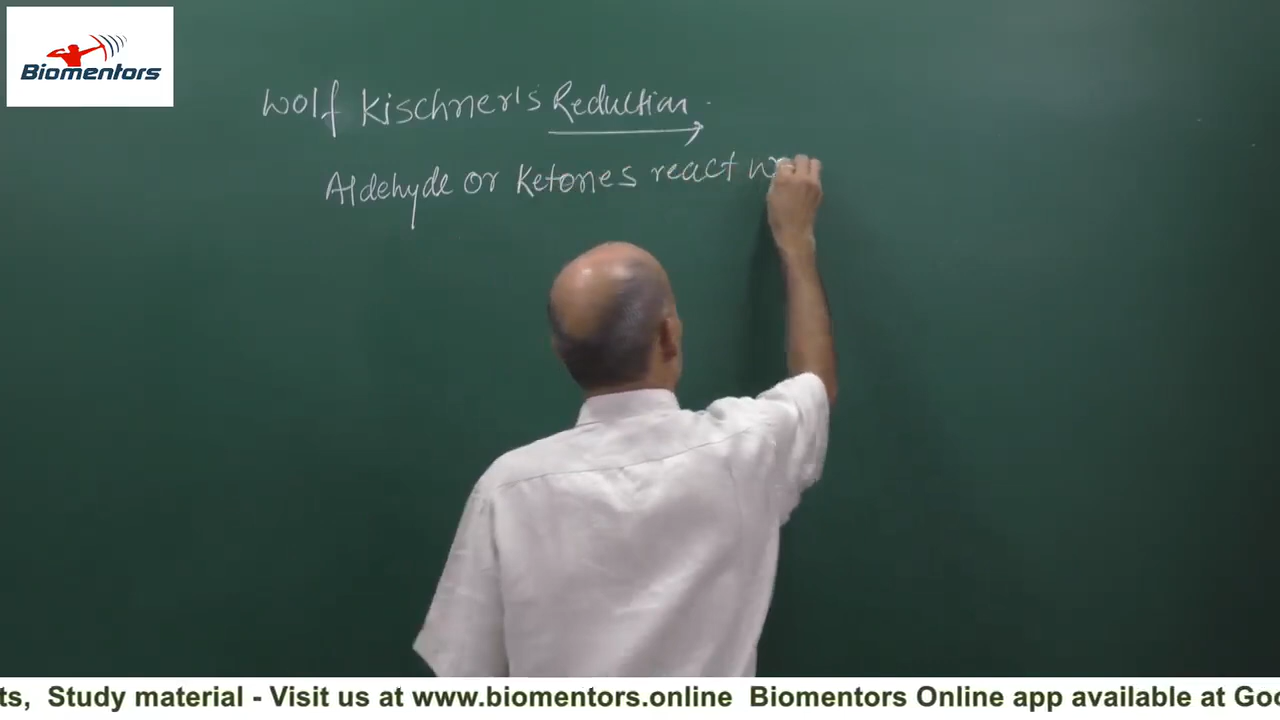 Biomentors
Wolf Kischner's Reduction.
Aldehyde or Ketones react w
ts, Study material - Visit us at www.biomentors.online Biomentors Online app available at Goo